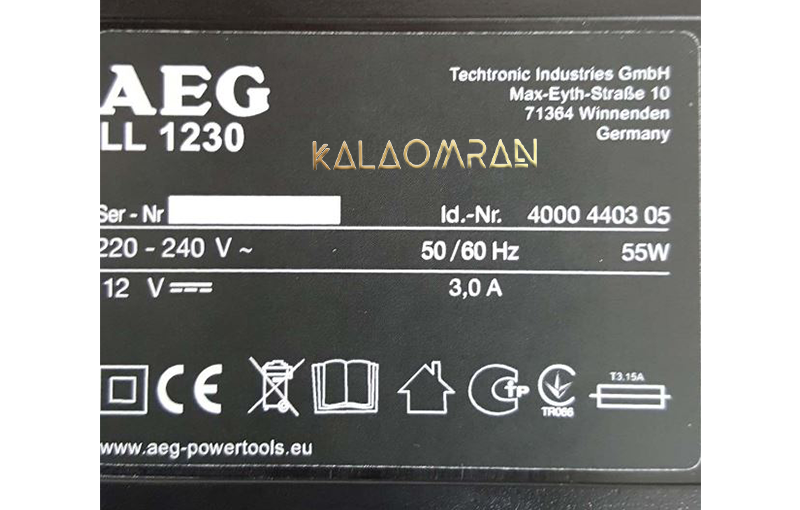 AEG
LL 1230
Techtronic Industries GmbH
Max-Eyth-Straße 10
71364 Winnenden
Germany
KALAOMRAN
Ser - Nr
Id.-Nr. 4000 4403 05
220 - 240 V ~ 50/60 Hz 55W
12 V 3,0 A
CE
T3.15A
TR066
www.aeg-powertools.eu